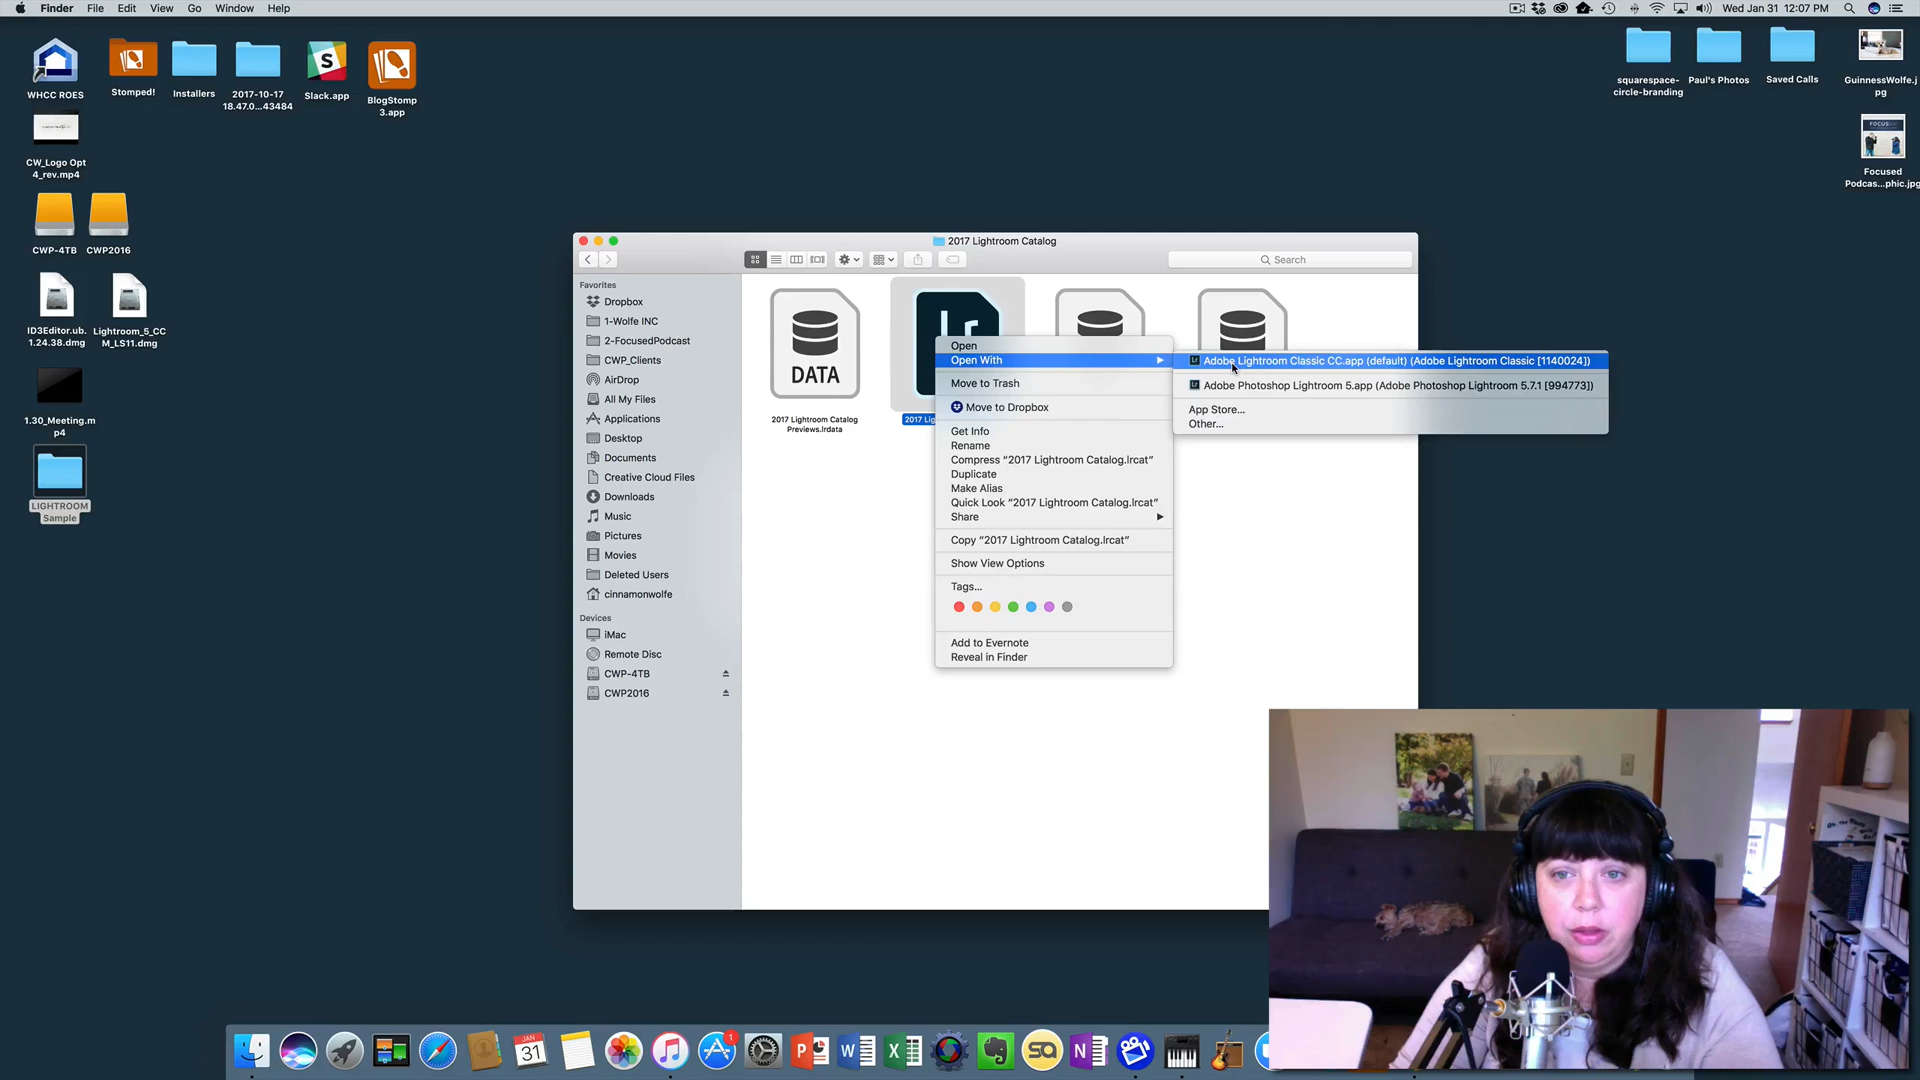 Finder File Edit View Go Window Help
Wed Jan 31 12:07 PM
WHCC ROES
Stomped!
Installers
2017-10-17
18.47.0...43484
Slack.app
BlogStomp
3.app
CW_Logo Opt
4_rev.mp4
CWP-4TB
CWP2016
ID3Editor.ub.
1.24.38.dmg
Lightroom_5_CC
M_LS11.dmg
1.30_Meeting.m
p4
LIGHTROOM
Sample
squarespace-
circle-branding
Paul's Photos
Saved Calls
GuinnessWolfe.j
pg
FOCUS
Focused
Podcas...phic.jpg
2017 Lightroom Catalog
Search
Favorites
Dropbox
1-Wolfe INC
2-FocusedPodcast
CWP_Clients
AirDrop
All My Files
Applications
Desktop
Documents
Creative Cloud Files
Downloads
Music
Pictures
Movies
Deleted Users
cinnamonwolfe
Devices
iMac
Remote Disc
CWP-4TB
CWP2016
DATA
2017 Lightroom Catalog
Previews.lrdata
Lr
2017 Lig
Open
Open With
Move to Trash
Move to Dropbox
Get Info
Rename
Compress “2017 Lightroom Catalog.lrcat”
Duplicate
Make Alias
Quick Look “2017 Lightroom Catalog.lrcat”
Share
Copy “2017 Lightroom Catalog.lrcat”
Show View Options
Tags...
Add to Evernote
Reveal in Finder
Adobe Lightroom Classic CC.app (default) (Adobe Lightroom Classic [1140024])
Adobe Photoshop Lightroom 5.app (Adobe Photoshop Lightroom 5.7.1 [994773])
App Store...
Other...
JAN
31
1